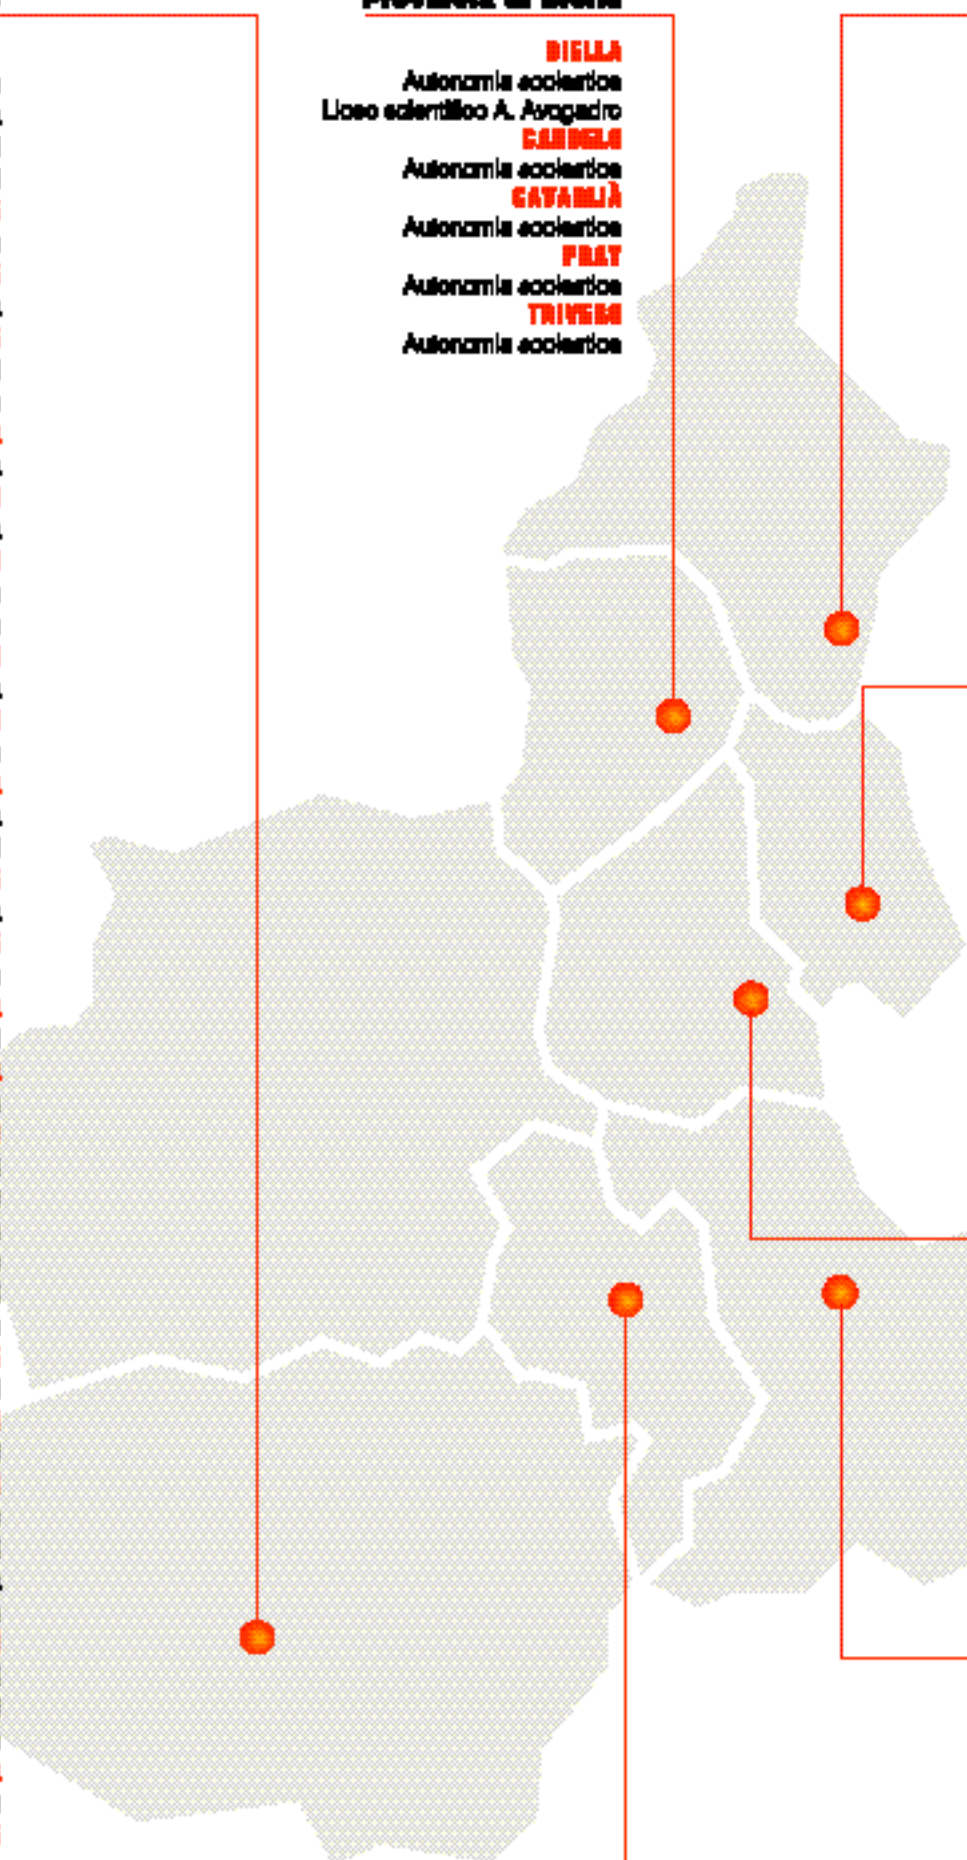 BIELLA
Autonomia scolastica
Liceo scientifico A. Avogadro
CANDELO
Autonomia scolastica
CAVAGLIÀ
Autonomia scolastica
PRAY
Autonomia scolastica
TRIVERO
Autonomia scolastica